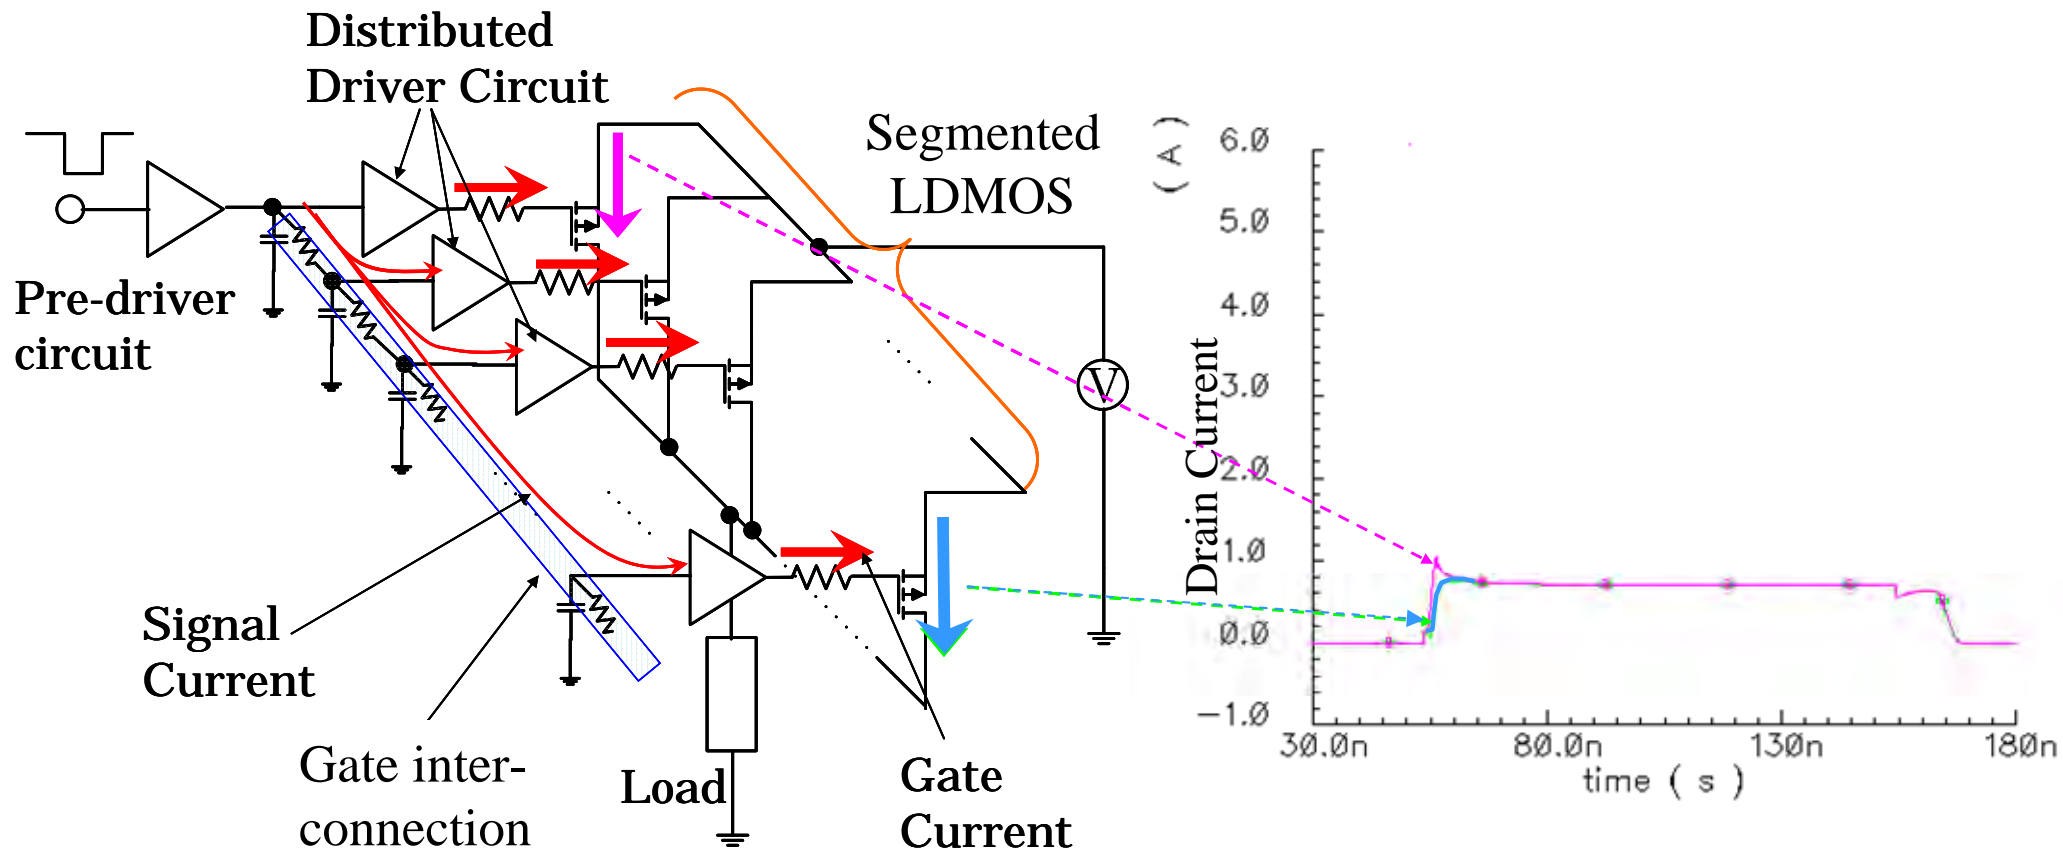 Distributed
Driver Circuit
Segmented
LDMOS
Pre-driver
circuit
V
Signal
Current
Gate inter-
connection
Load
Gate
Current
Drain Current
( A )
6.0
5.0
4.0
3.0
2.0
1.0
0.0
-1.0
30.0n 80.0n 130n 180n
time ( s )